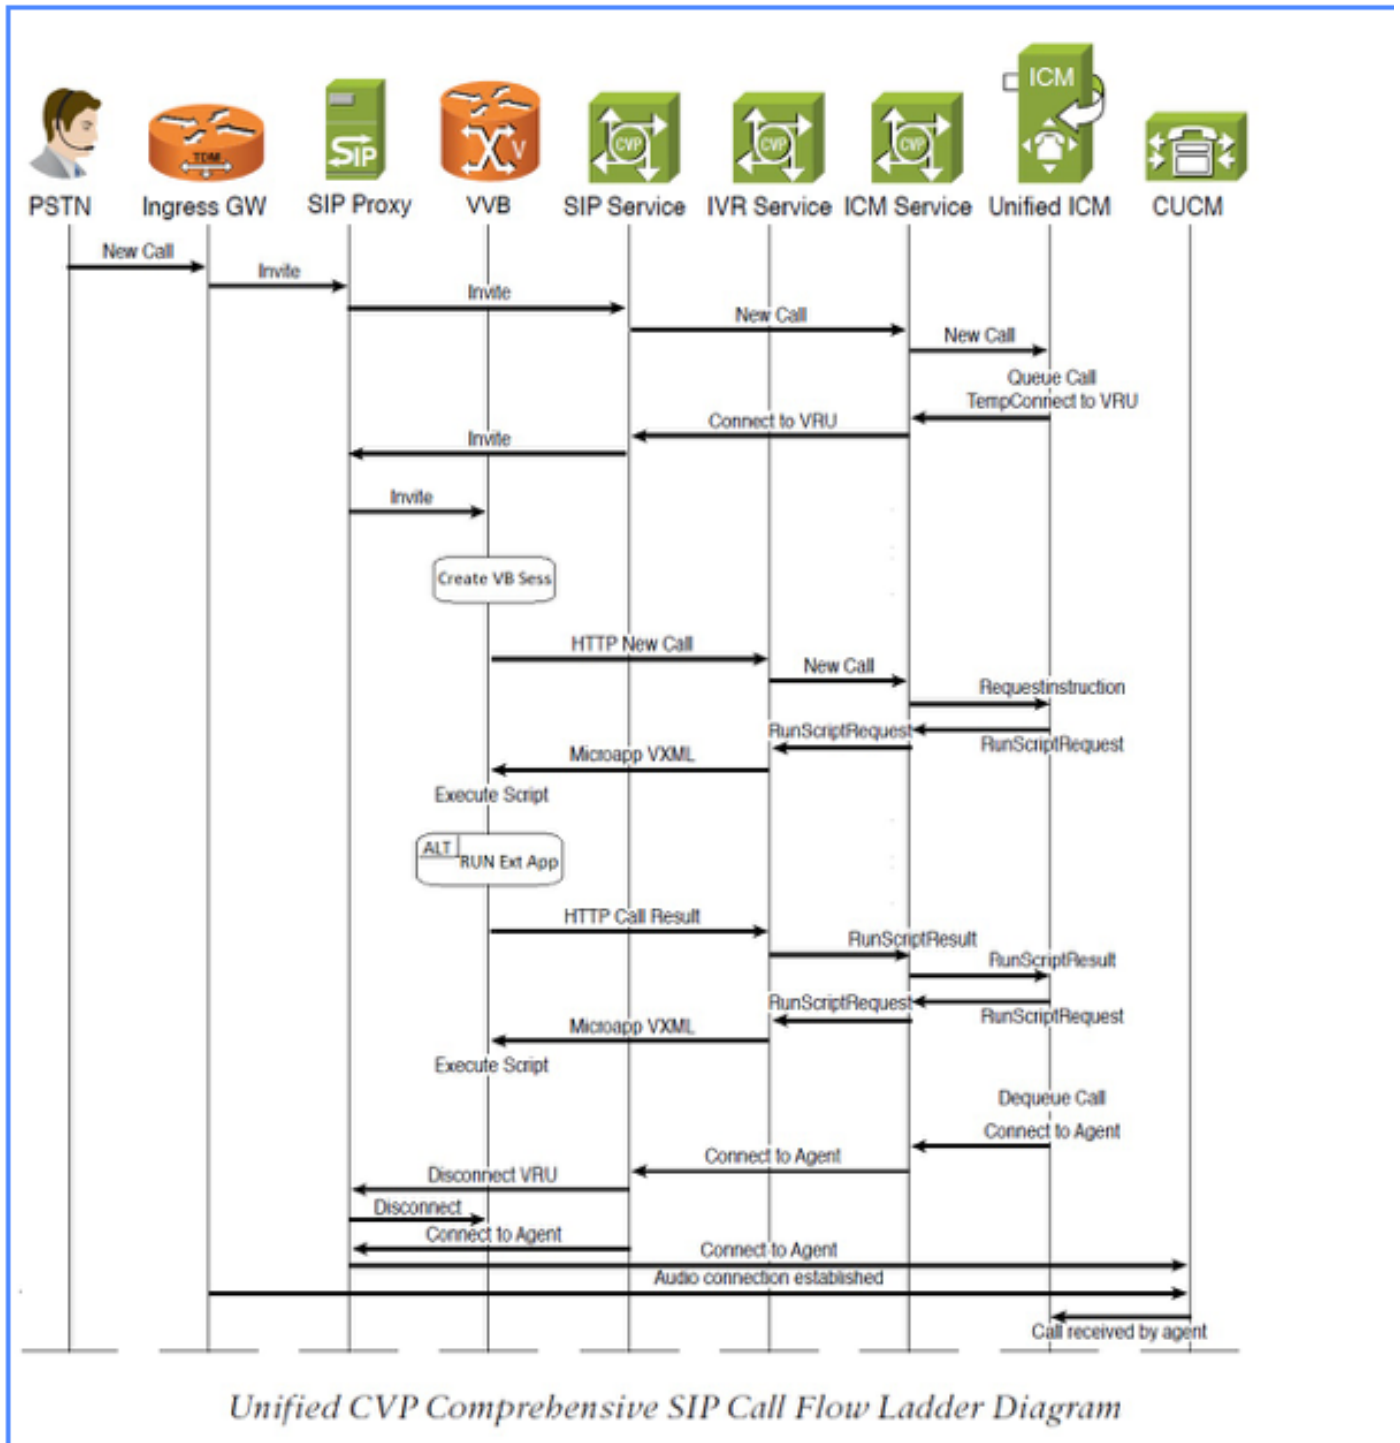 ICM
TDM
SIP
V
CVP
CVP
CVP
PSTN
Ingress GW
SIP Proxy
VVB
SIP Service
IVR Service
ICM Service
Unified ICM
CUCM
New Call
Invite
Invite
New Call
New Call
Queue Call
TempConnect to VRU
Connect to VRU
Invite
Invite
Create VB Sess
HTTP New Call
New Call
Requestinstruction
RunScriptRequest
RunScriptRequest
Microapp VXML
Execute Script
ALT
RUN Ext App
HTTP Call Result
RunScriptResult
RunScriptResult
RunScriptRequest
RunScriptRequest
Microapp VXML
Execute Script
Dequeue Call
Connect to Agent
Connect to Agent
Disconnect VRU
Disconnect
Connect to Agent
Connect to Agent
Audio connection established
Call received by agent
Unified CVP Comprehensive SIP Call Flow Ladder Diagram